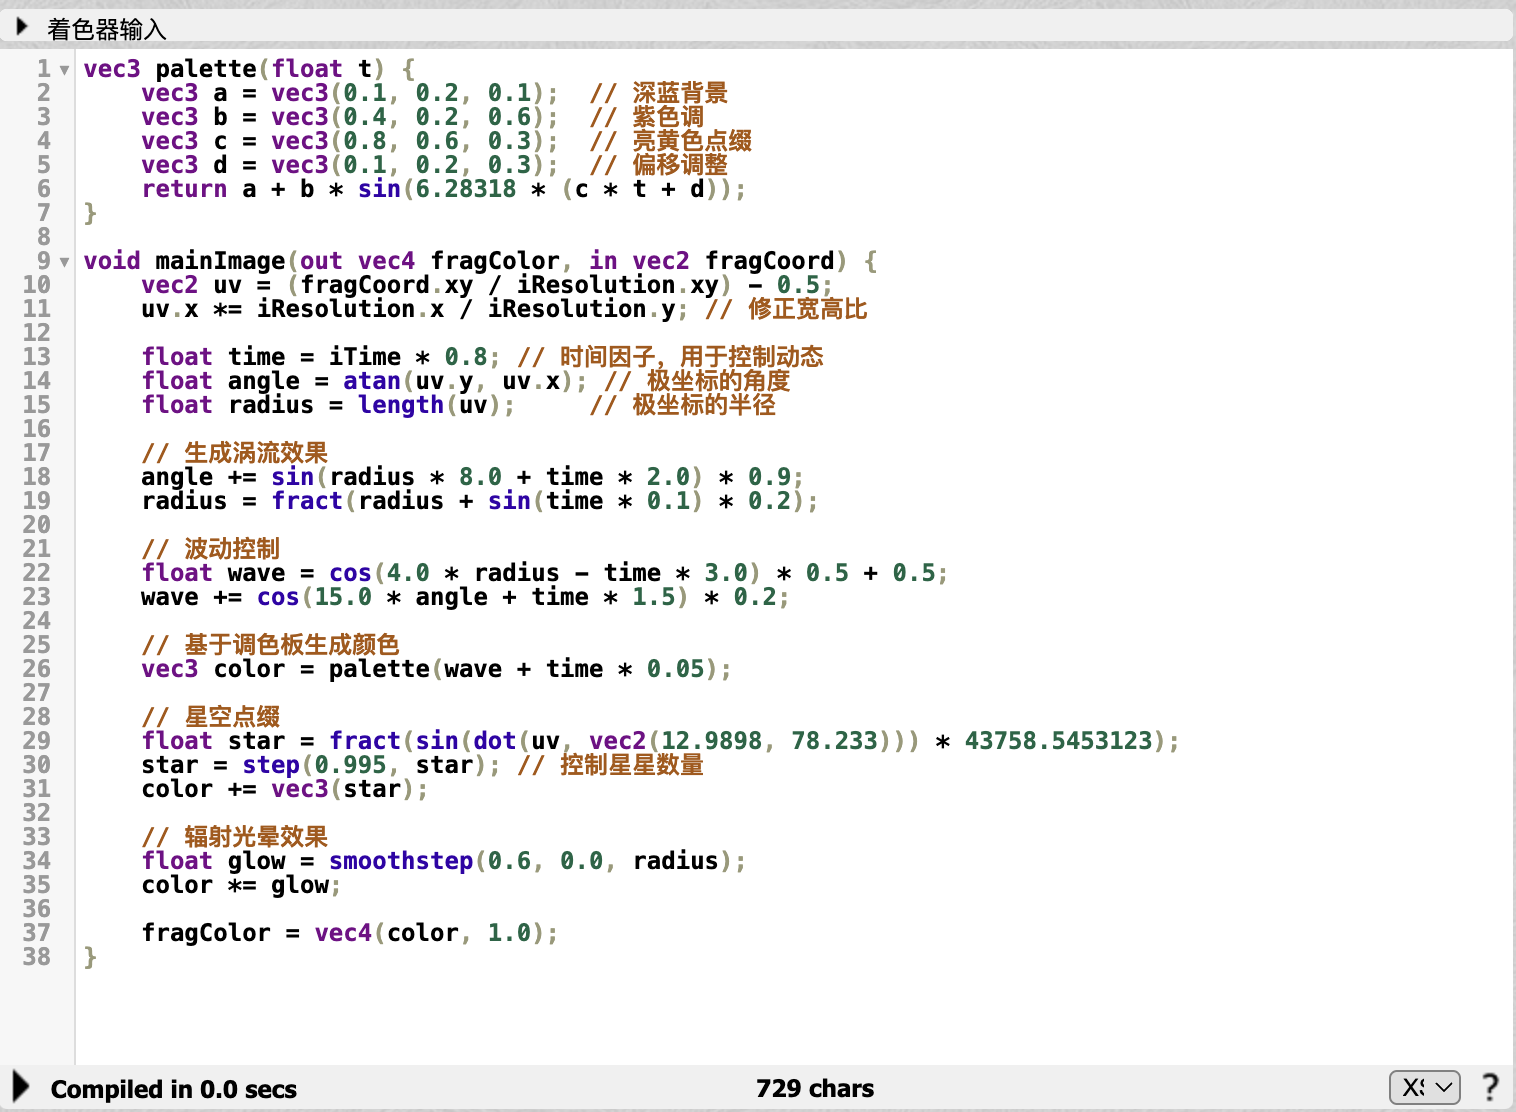 着色器输入
1 vec3 palette(float t) {
2     vec3 a = vec3(0.1, 0.2, 0.1);  // 深蓝背景
3     vec3 b = vec3(0.4, 0.2, 0.6);  // 紫色调
4     vec3 c = vec3(0.8, 0.6, 0.3);  // 亮黄色点缀
5     vec3 d = vec3(0.1, 0.2, 0.3);  // 偏移调整
6     return a + b * sin(6.28318 * (c * t + d));
7 }
8
9 void mainImage(out vec4 fragColor, in vec2 fragCoord) {
10     vec2 uv = (fragCoord.xy / iResolution.xy) - 0.5;
11     uv.x *= iResolution.x / iResolution.y; // 修正宽高比
12
13     float time = iTime * 0.8; // 时间因子，用于控制动态
14     float angle = atan(uv.y, uv.x); // 极坐标的角度
15     float radius = length(uv);     // 极坐标的半径
16
17     // 生成涡流效果
18     angle += sin(radius * 8.0 + time * 2.0) * 0.9;
19     radius = fract(radius + sin(time * 0.1) * 0.2);
20
21     // 波动控制
22     float wave = cos(4.0 * radius - time * 3.0) * 0.5 + 0.5;
23     wave += cos(15.0 * angle + time * 1.5) * 0.2;
24
25     // 基于调色板生成颜色
26     vec3 color = palette(wave + time * 0.05);
27
28     // 星空点缀
29     float star = fract(sin(dot(uv, vec2(12.9898, 78.233))) * 43758.5453123);
30     star = step(0.995, star); // 控制星星数量
31     color += vec3(star);
32
33     // 辐射光晕效果
34     float glow = smoothstep(0.6, 0.0, radius);
35     color *= glow;
36
37     fragColor = vec4(color, 1.0);
38 }
Compiled in 0.0 secs
729 chars
?